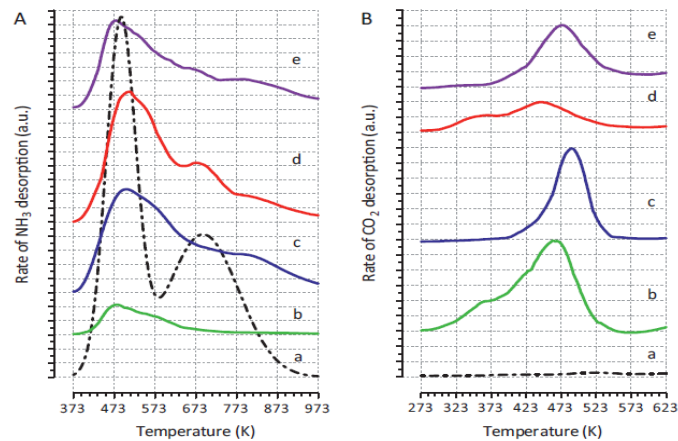 A
Rate of NH3 desorption (a.u.)
e
d
c
b
a
373 473 573 673 773 873 973
Temperature (K)
B
Rate of CO2 desorption (a.u.)
e
d
c
b
a
273 323 373 423 473 523 573 623
Temperature (K)